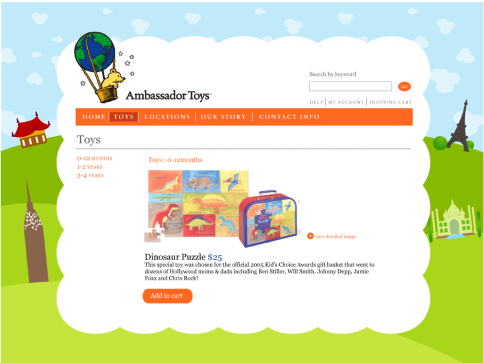 Ambassador Toys
Search by keyword
GO
HELP | MY ACCOUNT | SHOPPING CART
HOME | TOYS | LOCATIONS | OUR STORY | CONTACT INFO
Toys
0-12 MONTHS
1-2 YEARS
3-4 YEARS
Toys : 0-12months
view detailed image
Dinosaur Puzzle $25
This special toy was chosen for the official 2005 Kid's Choice Awards gift basket that went to
dozens of Hollywood moms & dads including Ben Stiller, Will Smith, Johnny Depp, Jamie
Foxx and Chris Rock!
Add to cart